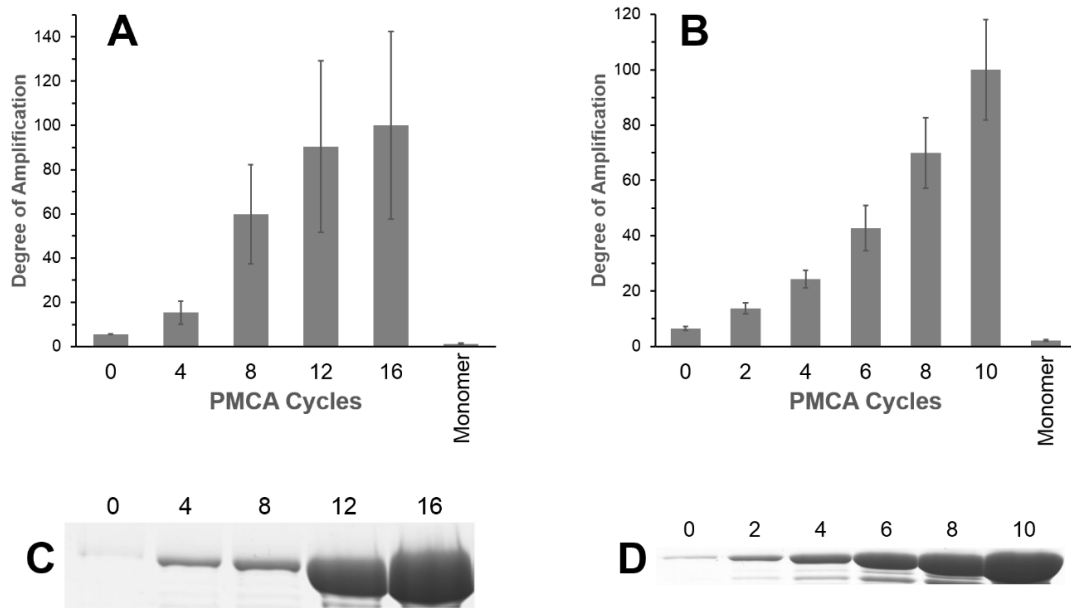 A
Degree of Amplification
140
120
100
80
60
40
20
0
0 4 8 12 16 Monomer
PMCA Cycles
B
Degree of Amplification
120
100
80
60
40
20
0
0 2 4 6 8 10 Monomer
PMCA Cycles
C
0 4 8 12 16
D
0 2 4 6 8 10